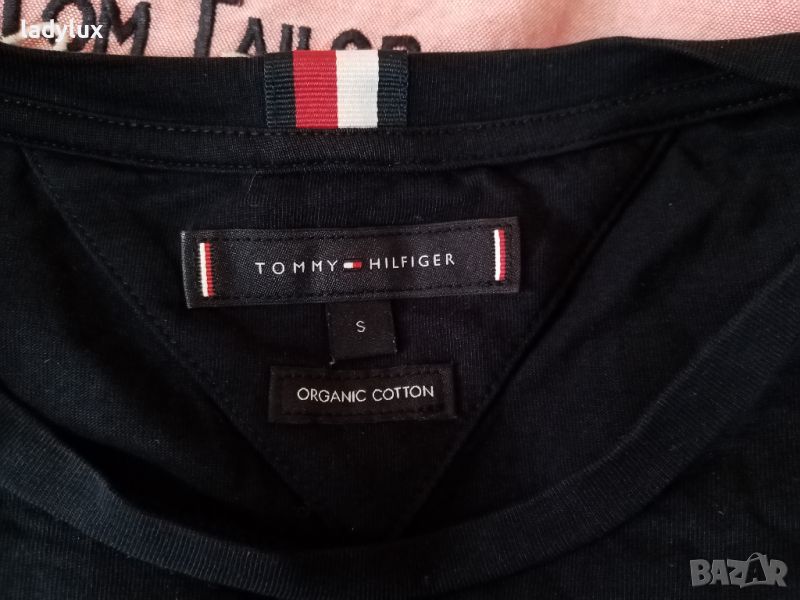 ladylux
TOM TAILOR
TOMMY HILFIGER
S
ORGANIC COTTON
BAZAR